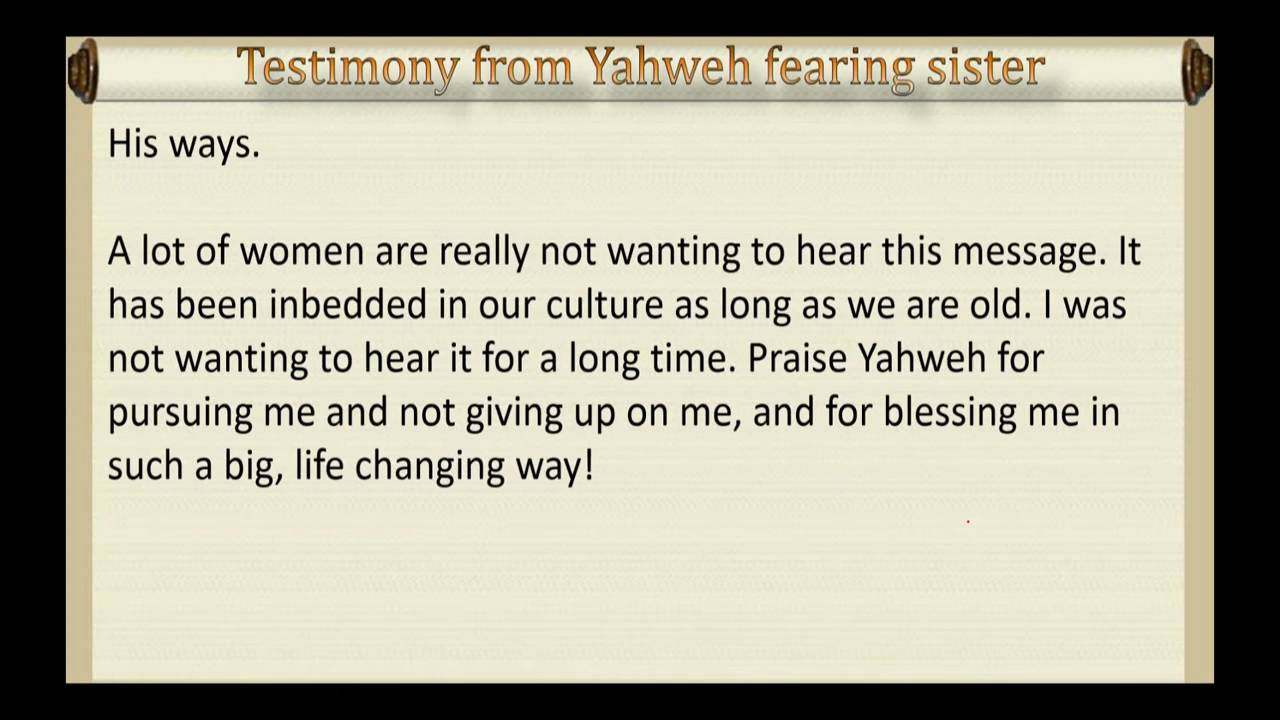 Testimony from Yahweh fearing sister
His ways.
A lot of women are really not wanting to hear this message. It
has been inbedded in our culture as long as we are old. I was
not wanting to hear it for a long time. Praise Yahweh for
pursuing me and not giving up on me, and for blessing me in
such a big, life changing way!